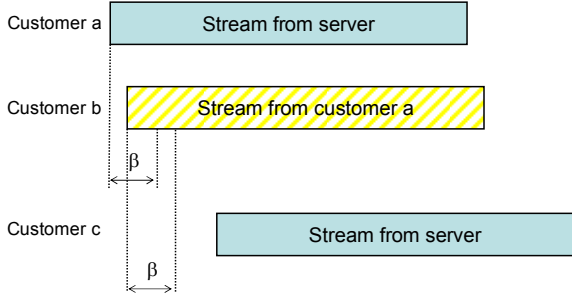 Customer a
Stream from server
Customer b
Stream from customer a
β
Customer c
Stream from server
β